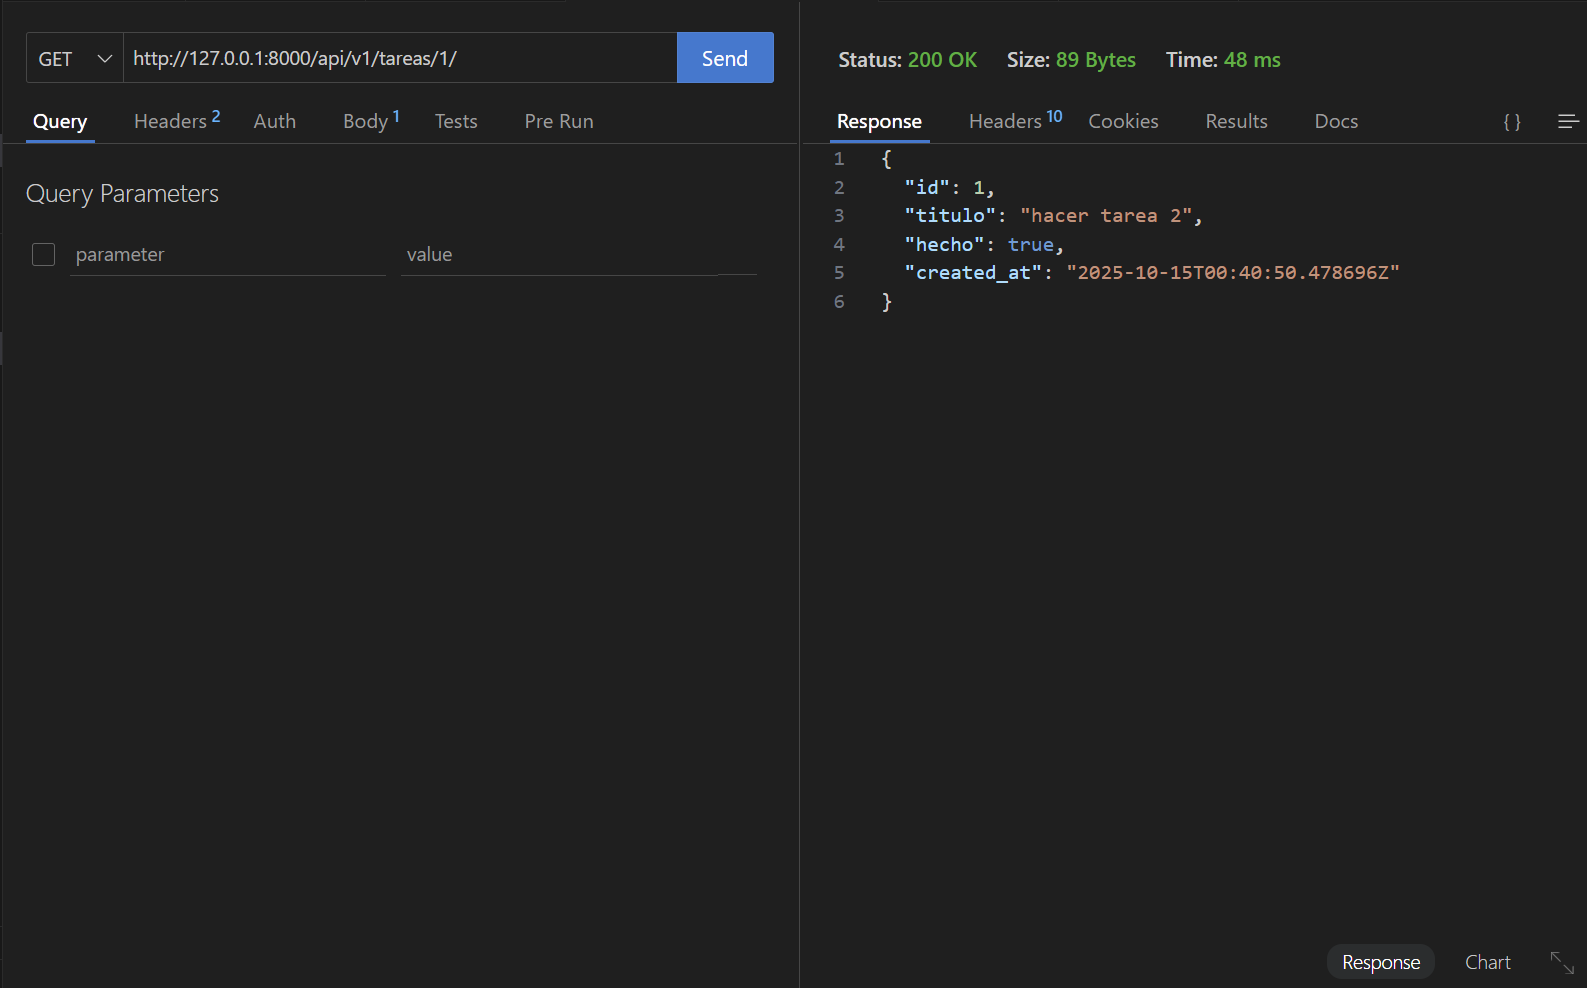 GET http://127.0.0.1:8000/api/v1/tareas/1/ Send
Query Headers 2 Auth Body 1 Tests Pre Run
Query Parameters
parameter value
Status: 200 OK Size: 89 Bytes Time: 48 ms
Response Headers 10 Cookies Results Docs { }
1 {
2 "id": 1,
3 "titulo": "hacer tarea 2",
4 "hecho": true,
5 "created_at": "2025-10-15T00:40:50.478696Z"
6 }
Response Chart